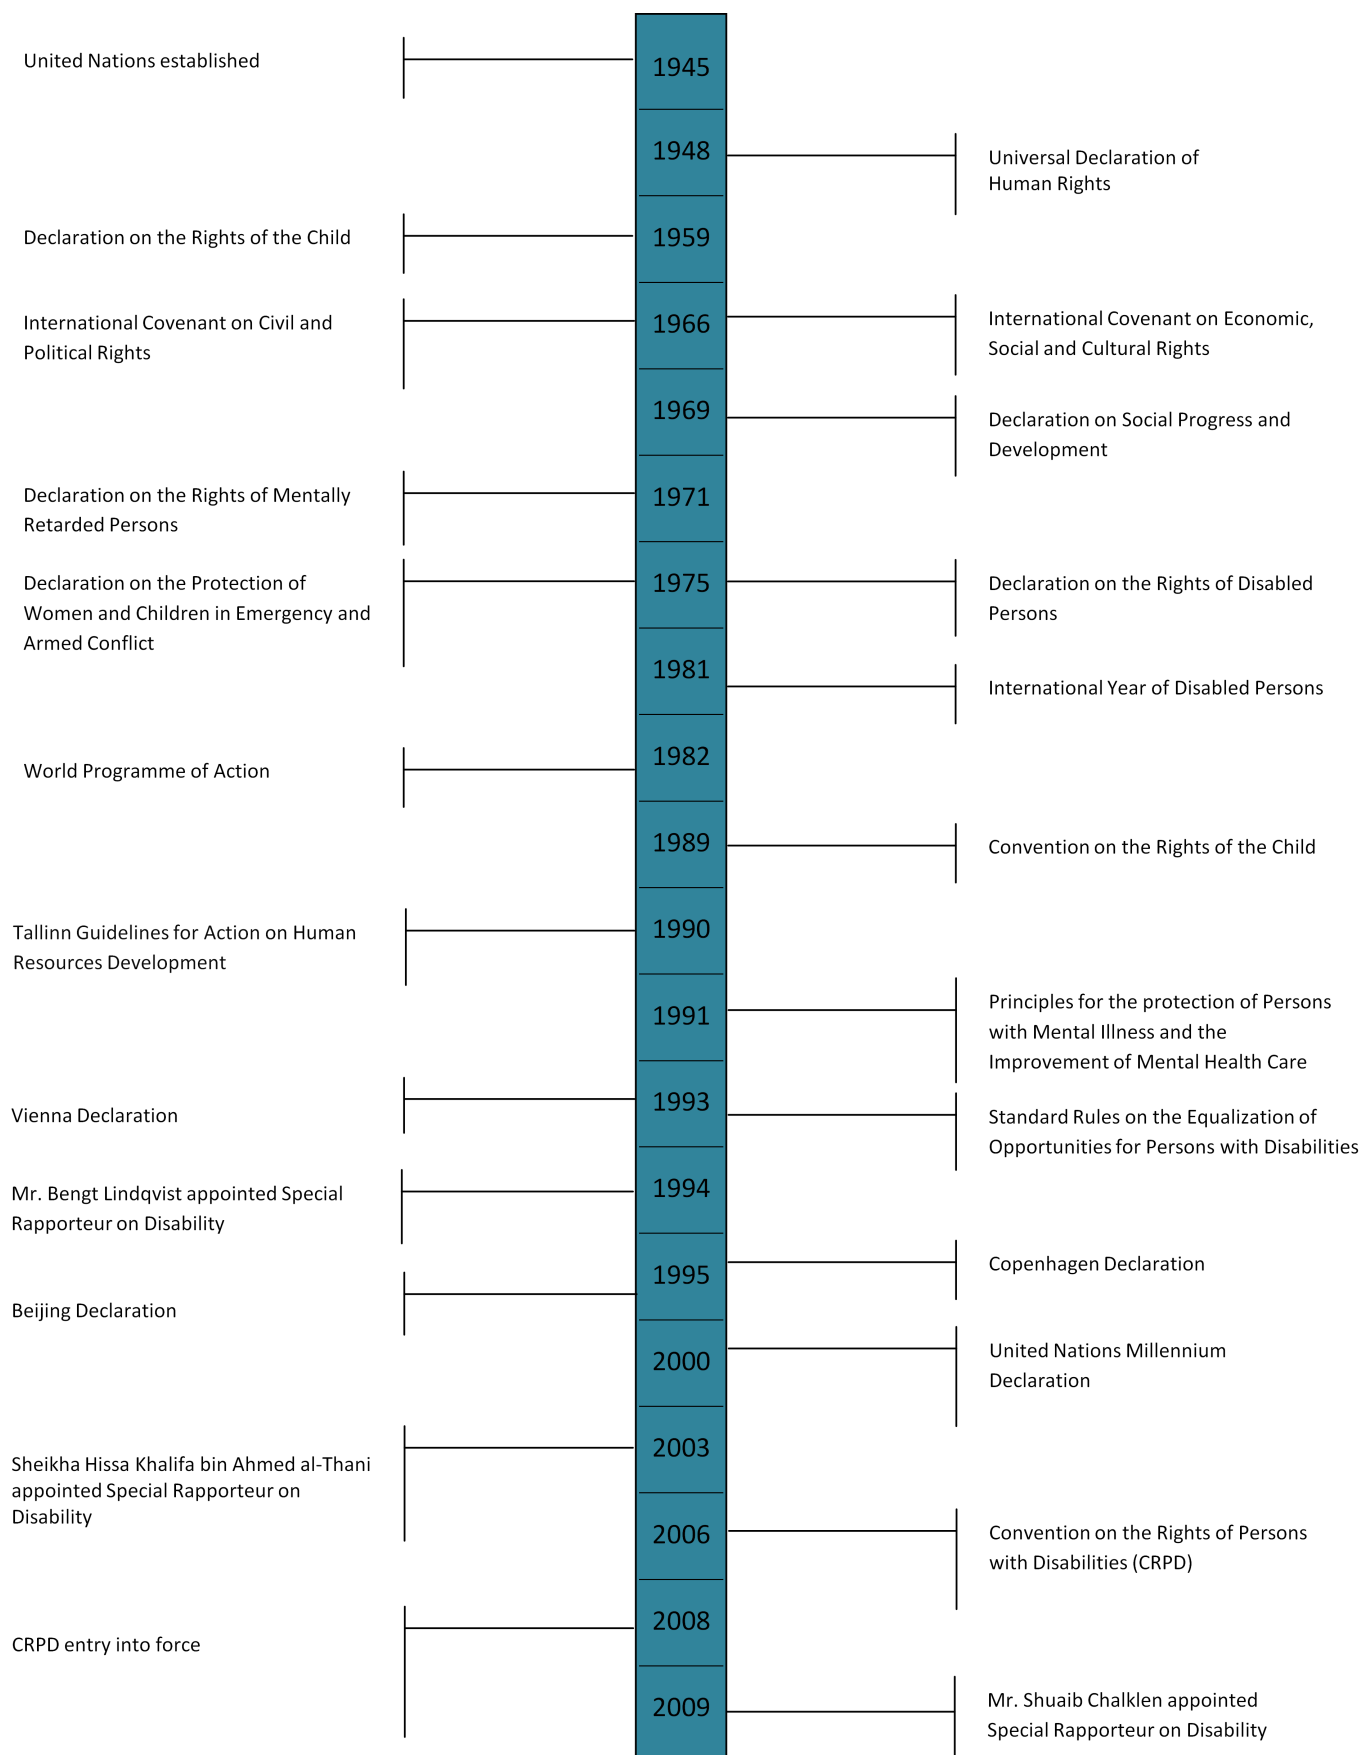 United Nations established
1945
1948
Universal Declaration of
Human Rights
Declaration on the Rights of the Child
1959
International Covenant on Civil and
Political Rights
1966
International Covenant on Economic,
Social and Cultural Rights
1969
Declaration on Social Progress and
Development
Declaration on the Rights of Mentally
Retarded Persons
1971
Declaration on the Protection of
Women and Children in Emergency and
Armed Conflict
1975
Declaration on the Rights of Disabled
Persons
1981
International Year of Disabled Persons
World Programme of Action
1982
1989
Convention on the Rights of the Child
Tallinn Guidelines for Action on Human
Resources Development
1990
1991
Principles for the protection of Persons
with Mental Illness and the
Improvement of Mental Health Care
Vienna Declaration
1993
Standard Rules on the Equalization of
Opportunities for Persons with Disabilities
Mr. Bengt Lindqvist appointed Special
Rapporteur on Disability
1994
Beijing Declaration
1995
Copenhagen Declaration
2000
United Nations Millennium
Declaration
Sheikha Hissa Khalifa bin Ahmed al-Thani
appointed Special Rapporteur on
Disability
2003
2006
Convention on the Rights of Persons
with Disabilities (CRPD)
CRPD entry into force
2008
2009
Mr. Shuaib Chalklen appointed
Special Rapporteur on Disability